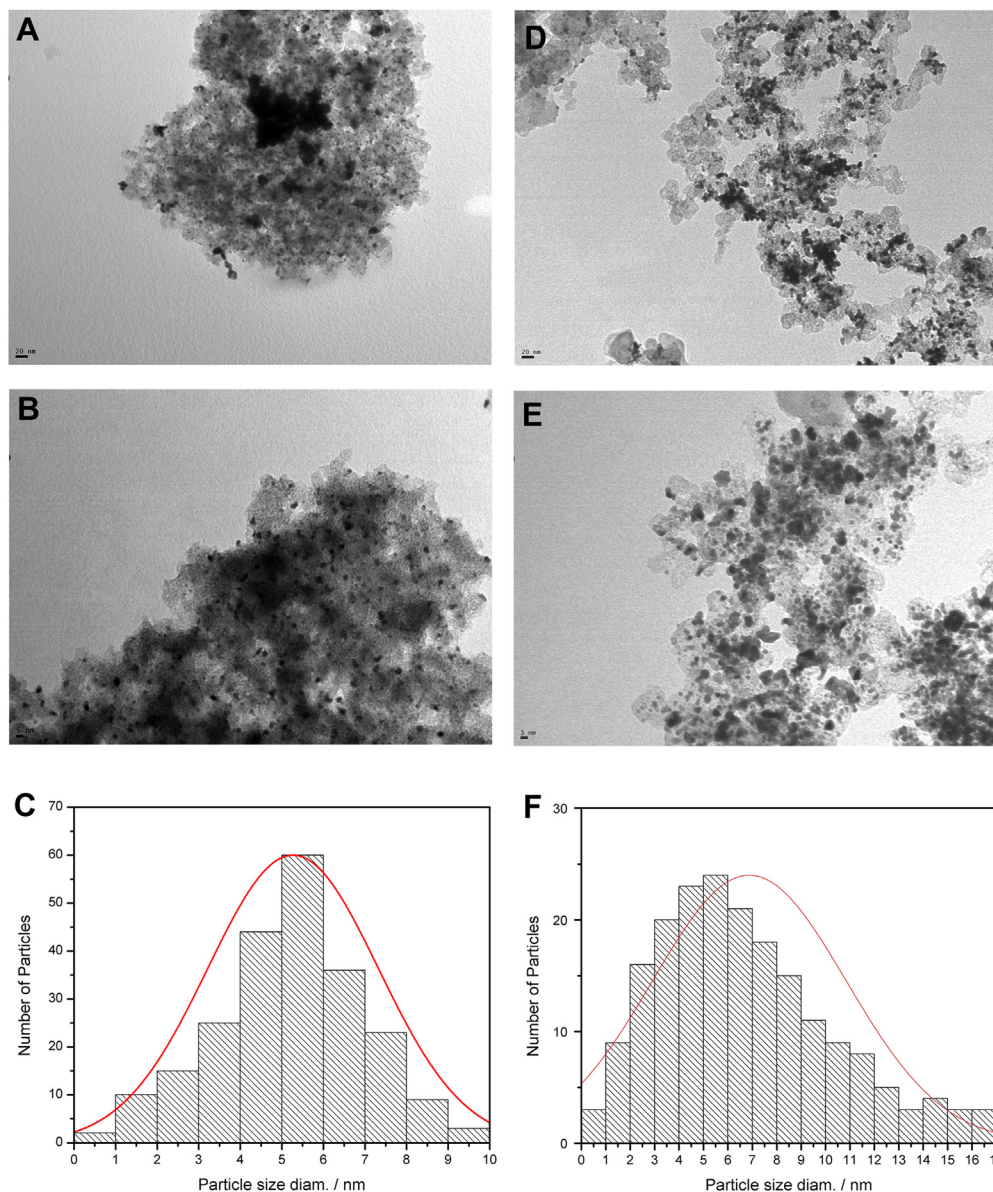 A
20 nm
D
20 nm
B
5 nm
E
5 nm
C
70
60
50
40
30
20
10
0
Number of Particles
0 1 2 3 4 5 6 7 8 9 10
Particle size diam. / nm
F
30
20
10
0
Number of Particles
0 1 2 3 4 5 6 7 8 9 10 11 12 13 14 15 16
Particle size diam. / nm